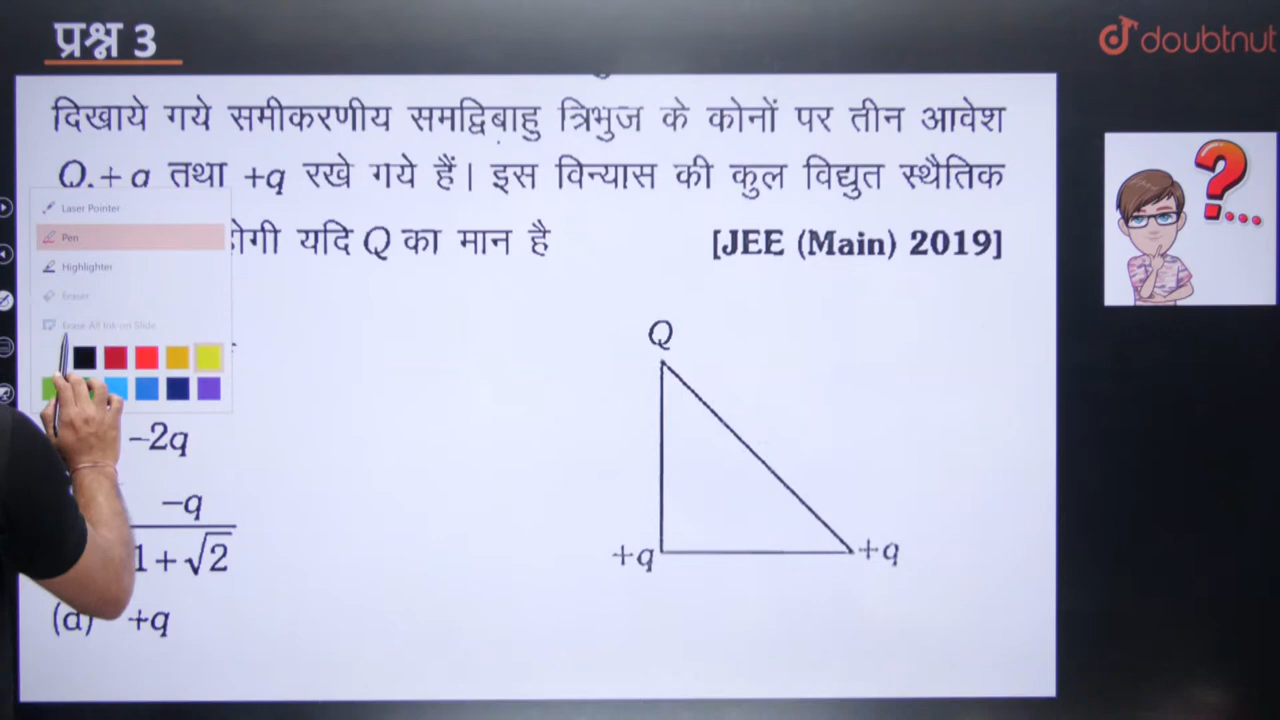 प्रश्न 3
doubtnut
दिखाये गये समीकरणीय समद्विबाहु त्रिभुज के कोनों पर तीन आवेश
Q, +q तथा +q रखे गये हैं। इस विन्यास की कुल विद्युत स्थैतिक
यदि Q का मान है [JEE (Main) 2019]
Laser Pointer
Pen
Highlighter
Eraser
Erase All Ink on Slide
Q
–2q
–q
1 + √2
+q
+q
(d) +q